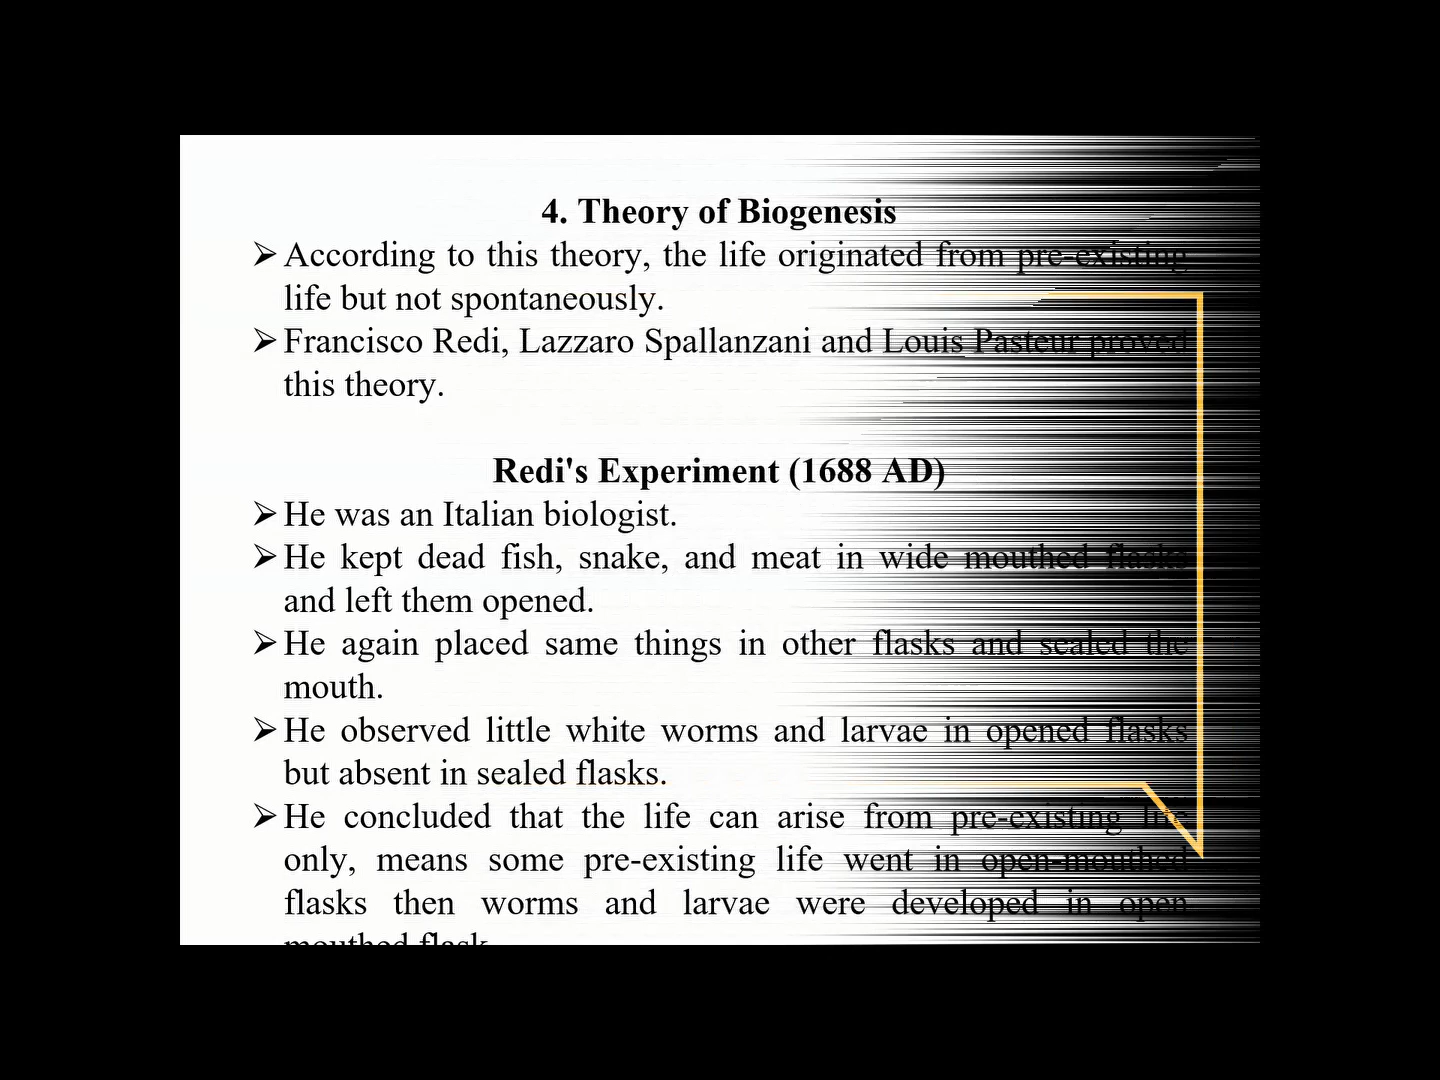 4. Theory of Biogenesis
➢ According to this theory, the life originated from pre-existing
life but not spontaneously.
➢ Francisco Redi, Lazzaro Spallanzani and Louis Pasteur proved
this theory.
Redi's Experiment (1688 AD)
➢ He was an Italian biologist.
➢ He kept dead fish, snake, and meat in wide mouthed flasks
and left them opened.
➢ He again placed same things in other flasks and sealed the
mouth.
➢ He observed little white worms and larvae in opened flasks
but absent in sealed flasks.
➢ He concluded that the life can arise from pre-existing life
only, means some pre-existing life went in open-mouthed
flasks then worms and larvae were developed in open
mouthed flask